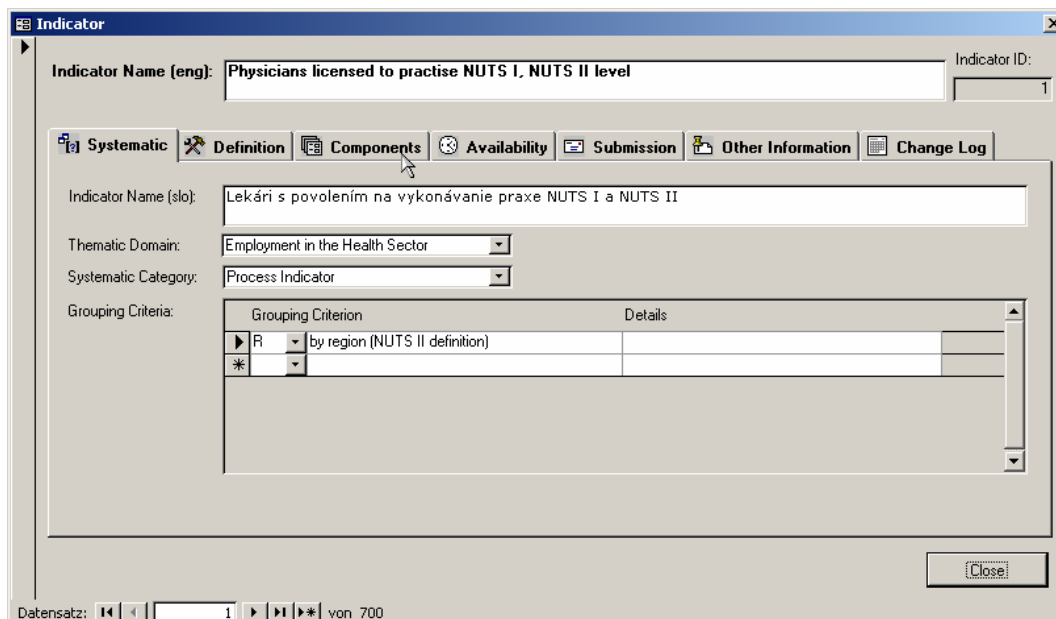 Indicator
Indicator Name (eng): Physicians licensed to practise NUTS I, NUTS II level
Indicator ID:
1
Systematic Definition Components Availability Submission Other Information Change Log
Indicator Name (slo): Lekári s povolením na vykonávanie praxe NUTS I a NUTS II
Thematic Domain: Employment in the Health Sector
Systematic Category: Process Indicator
Grouping Criteria: Grouping Criterion Details
R by region (NUTS II definition)
Close
Datensatz: 1 von 700